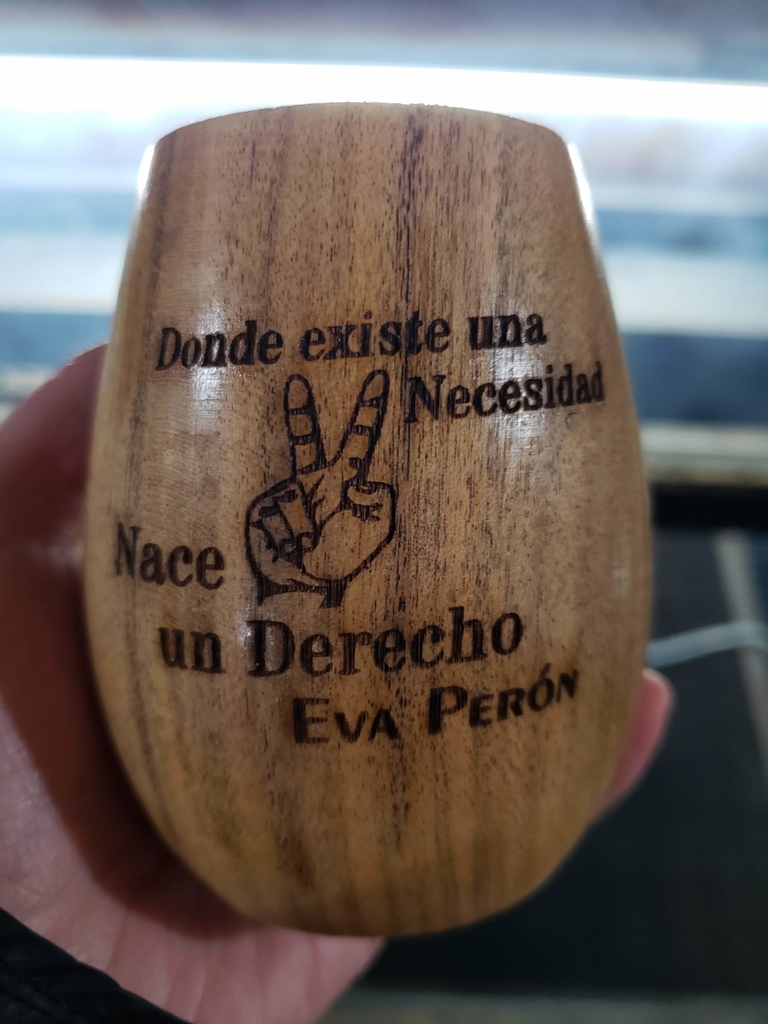 Donde existe una
Necesidad
Nace
un Derecho
EVA PERÓN